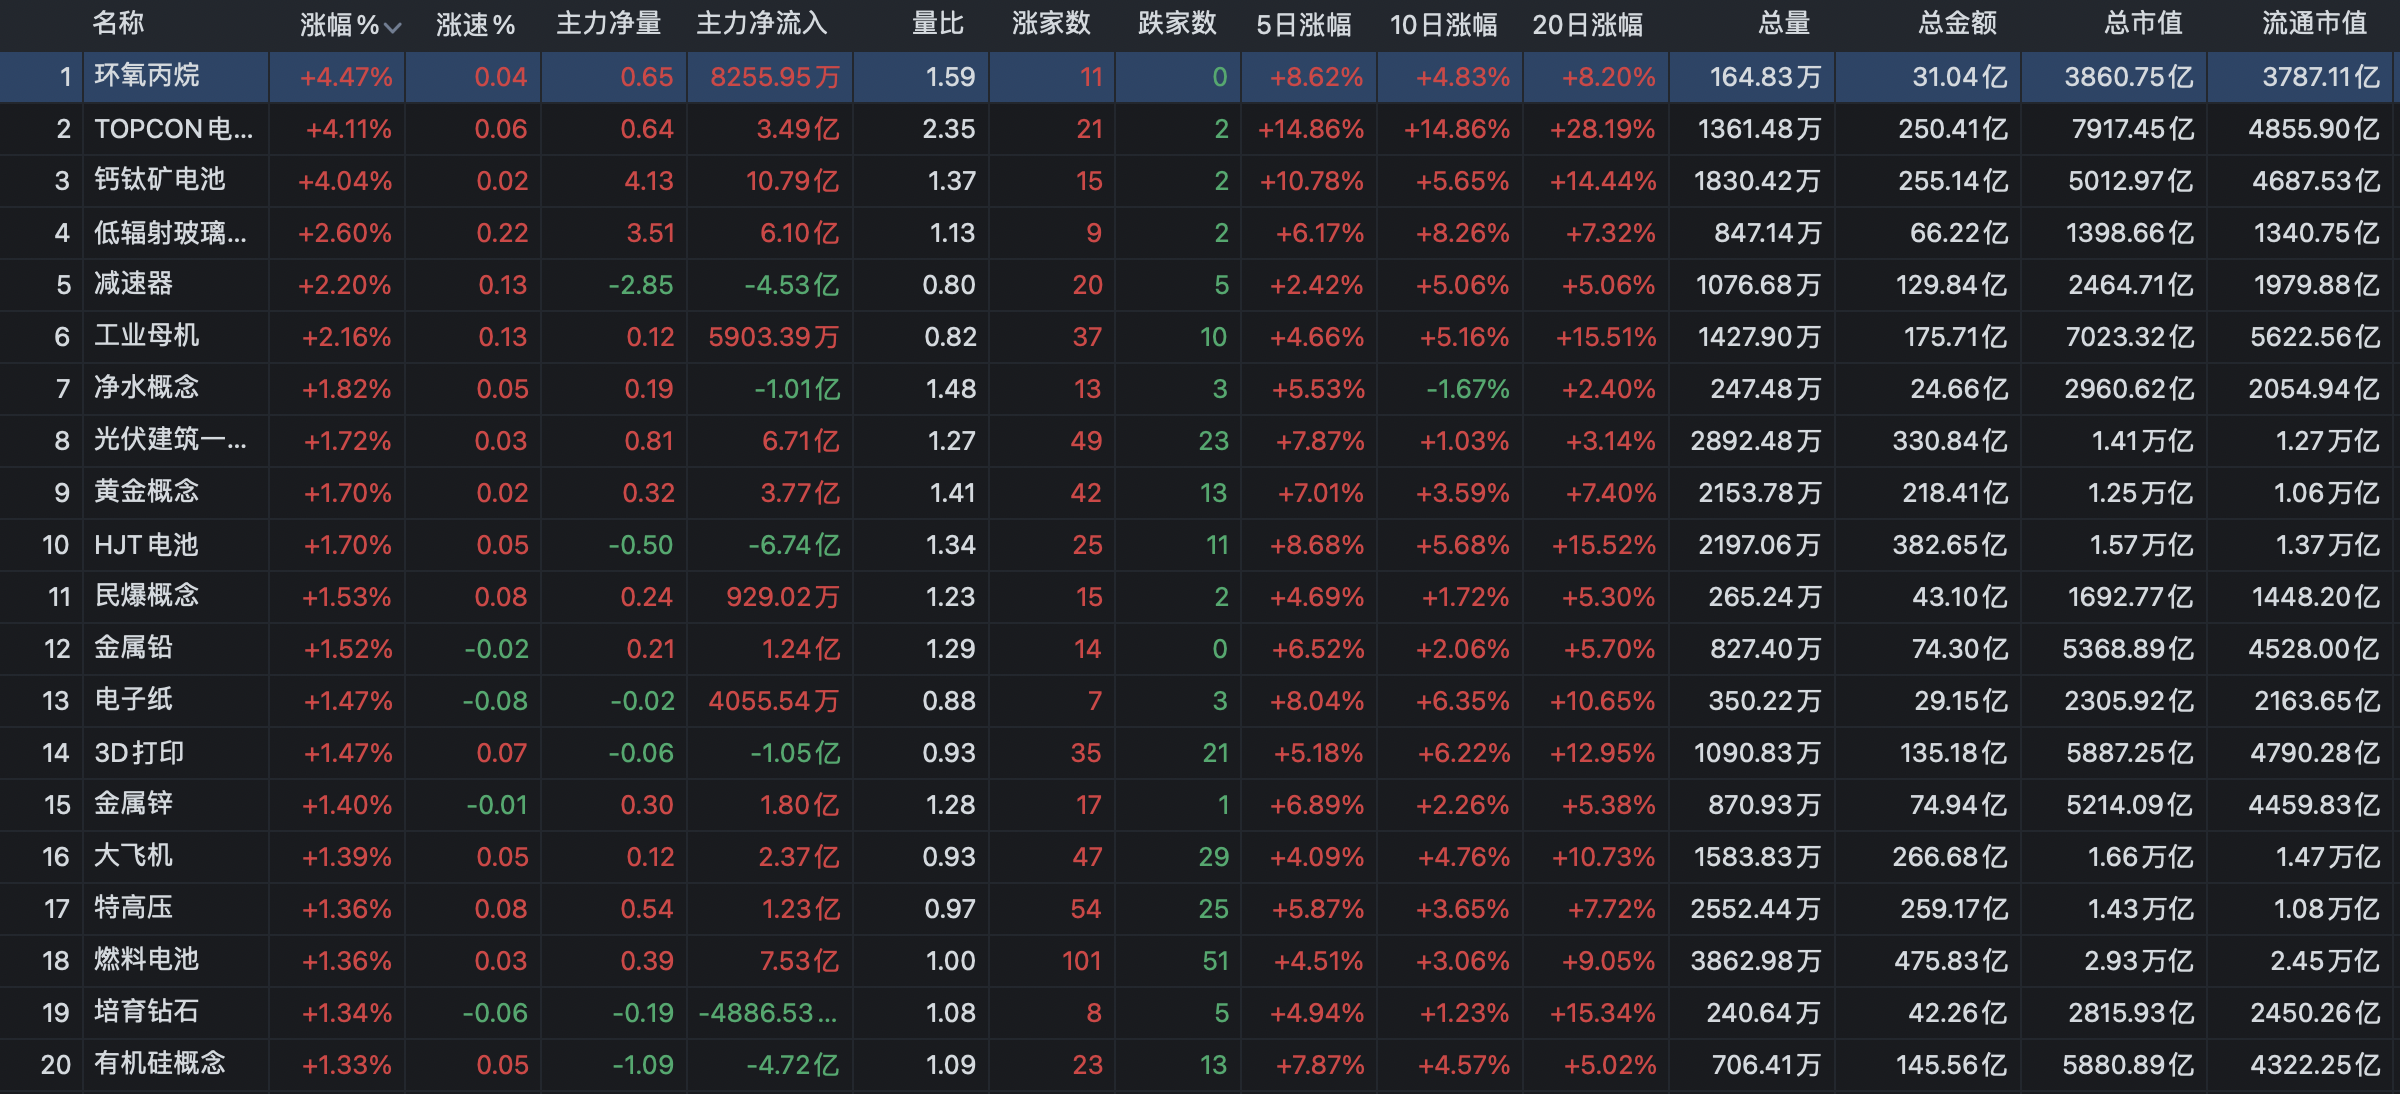 名称 涨幅% 涨速% 主力净量 主力净流入 量比 涨家数 跌家数 5日涨幅 10日涨幅 20日涨幅 总量 总金额 总市值 流通市值
1 环氧丙烷 +4.47% 0.04 0.65 8255.95万 1.59 11 0 +8.62% +4.83% +8.20% 164.83万 31.04亿 3860.75亿 3787.11亿
2 TOPCON电... +4.11% 0.06 0.64 3.49亿 2.35 21 2 +14.86% +14.86% +28.19% 1361.48万 250.41亿 7917.45亿 4855.90亿
3 钙钛矿电池 +4.04% 0.02 4.13 10.79亿 1.37 15 2 +10.78% +5.65% +14.44% 1830.42万 255.14亿 5012.97亿 4687.53亿
4 低辐射玻璃... +2.60% 0.22 3.51 6.10亿 1.13 9 2 +6.17% +8.26% +7.32% 847.14万 66.22亿 1398.66亿 1340.75亿
5 减速器 +2.20% 0.13 -2.85 -4.53亿 0.80 20 5 +2.42% +5.06% +5.06% 1076.68万 129.84亿 2464.71亿 1979.88亿
6 工业母机 +2.16% 0.13 0.12 5903.39万 0.82 37 10 +4.66% +5.16% +15.51% 1427.90万 175.71亿 7023.32亿 5622.56亿
7 净水概念 +1.82% 0.05 0.19 -1.01亿 1.48 13 3 +5.53% -1.67% +2.40% 247.48万 24.66亿 2960.62亿 2054.94亿
8 光伏建筑一... +1.72% 0.03 0.81 6.71亿 1.27 49 23 +7.87% +1.03% +3.14% 2892.48万 330.84亿 1.41万亿 1.27万亿
9 黄金概念 +1.70% 0.02 0.32 3.77亿 1.41 42 13 +7.01% +3.59% +7.40% 2153.78万 218.41亿 1.25万亿 1.06万亿
10 HJT电池 +1.70% 0.05 -0.50 -6.74亿 1.34 25 11 +8.68% +5.68% +15.52% 2197.06万 382.65亿 1.57万亿 1.37万亿
11 民爆概念 +1.53% 0.08 0.24 929.02万 1.23 15 2 +4.69% +1.72% +5.30% 265.24万 43.10亿 1692.77亿 1448.20亿
12 金属铅 +1.52% -0.02 0.21 1.24亿 1.29 14 0 +6.52% +2.06% +5.70% 827.40万 74.30亿 5368.89亿 4528.00亿
13 电子纸 +1.47% -0.08 -0.02 4055.54万 0.88 7 3 +8.04% +6.35% +10.65% 350.22万 29.15亿 2305.92亿 2163.65亿
14 3D打印 +1.47% 0.07 -0.06 -1.05亿 0.93 35 21 +5.18% +6.22% +12.95% 1090.83万 135.18亿 5887.25亿 4790.28亿
15 金属锌 +1.40% -0.01 0.30 1.80亿 1.28 17 1 +6.89% +2.26% +5.38% 870.93万 74.94亿 5214.09亿 4459.83亿
16 大飞机 +1.39% 0.05 0.12 2.37亿 0.93 47 29 +4.09% +4.76% +10.73% 1583.83万 266.68亿 1.66万亿 1.47万亿
17 特高压 +1.36% 0.08 0.54 1.23亿 0.97 54 25 +5.87% +3.65% +7.72% 2552.44万 259.17亿 1.43万亿 1.08万亿
18 燃料电池 +1.36% 0.03 0.39 7.53亿 1.00 101 51 +4.51% +3.06% +9.05% 3862.98万 475.83亿 2.93万亿 2.45万亿
19 培育钻石 +1.34% -0.06 -0.19 -4886.53... 1.08 8 5 +4.94% +1.23% +15.34% 240.64万 42.26亿 2815.93亿 2450.26亿
20 有机硅概念 +1.33% 0.05 -1.09 -4.72亿 1.09 23 13 +7.87% +4.57% +5.02% 706.41万 145.56亿 5880.89亿 4322.25亿